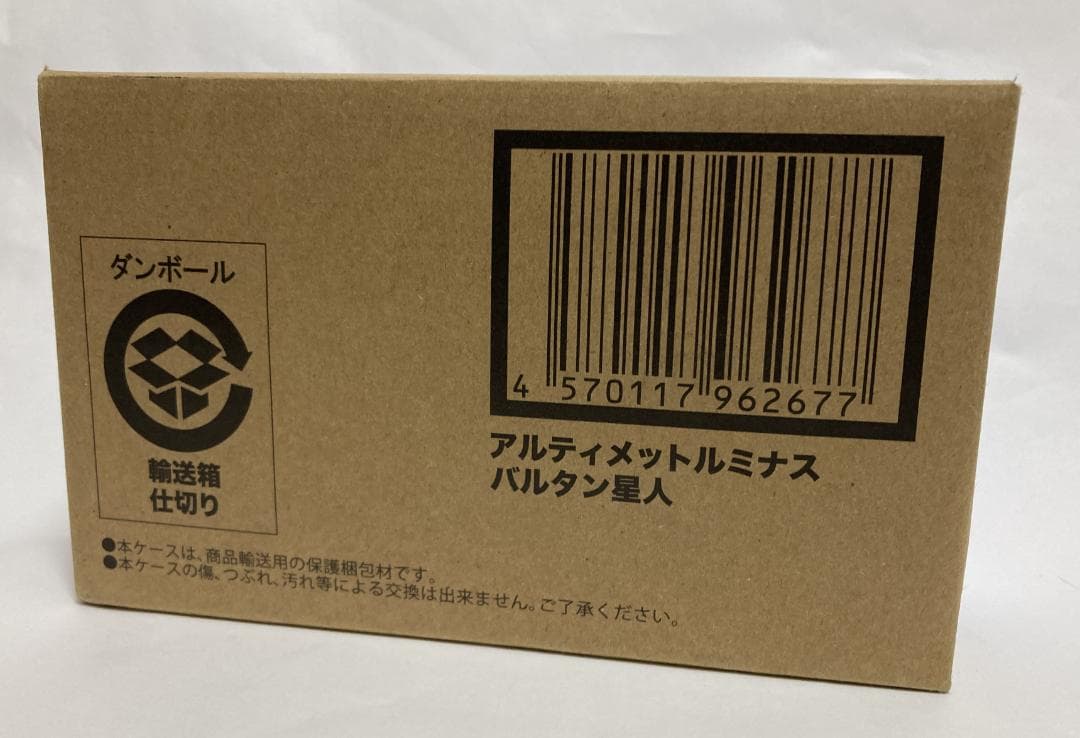 ダンボール
輸送箱
仕切り
4 570117 962677
アルティメットルミナス
バルタン星人
●本ケースは、商品輸送用の保護梱包材です。
●本ケースの傷、つぶれ、汚れ等による交換は出来ません。ご了承ください。